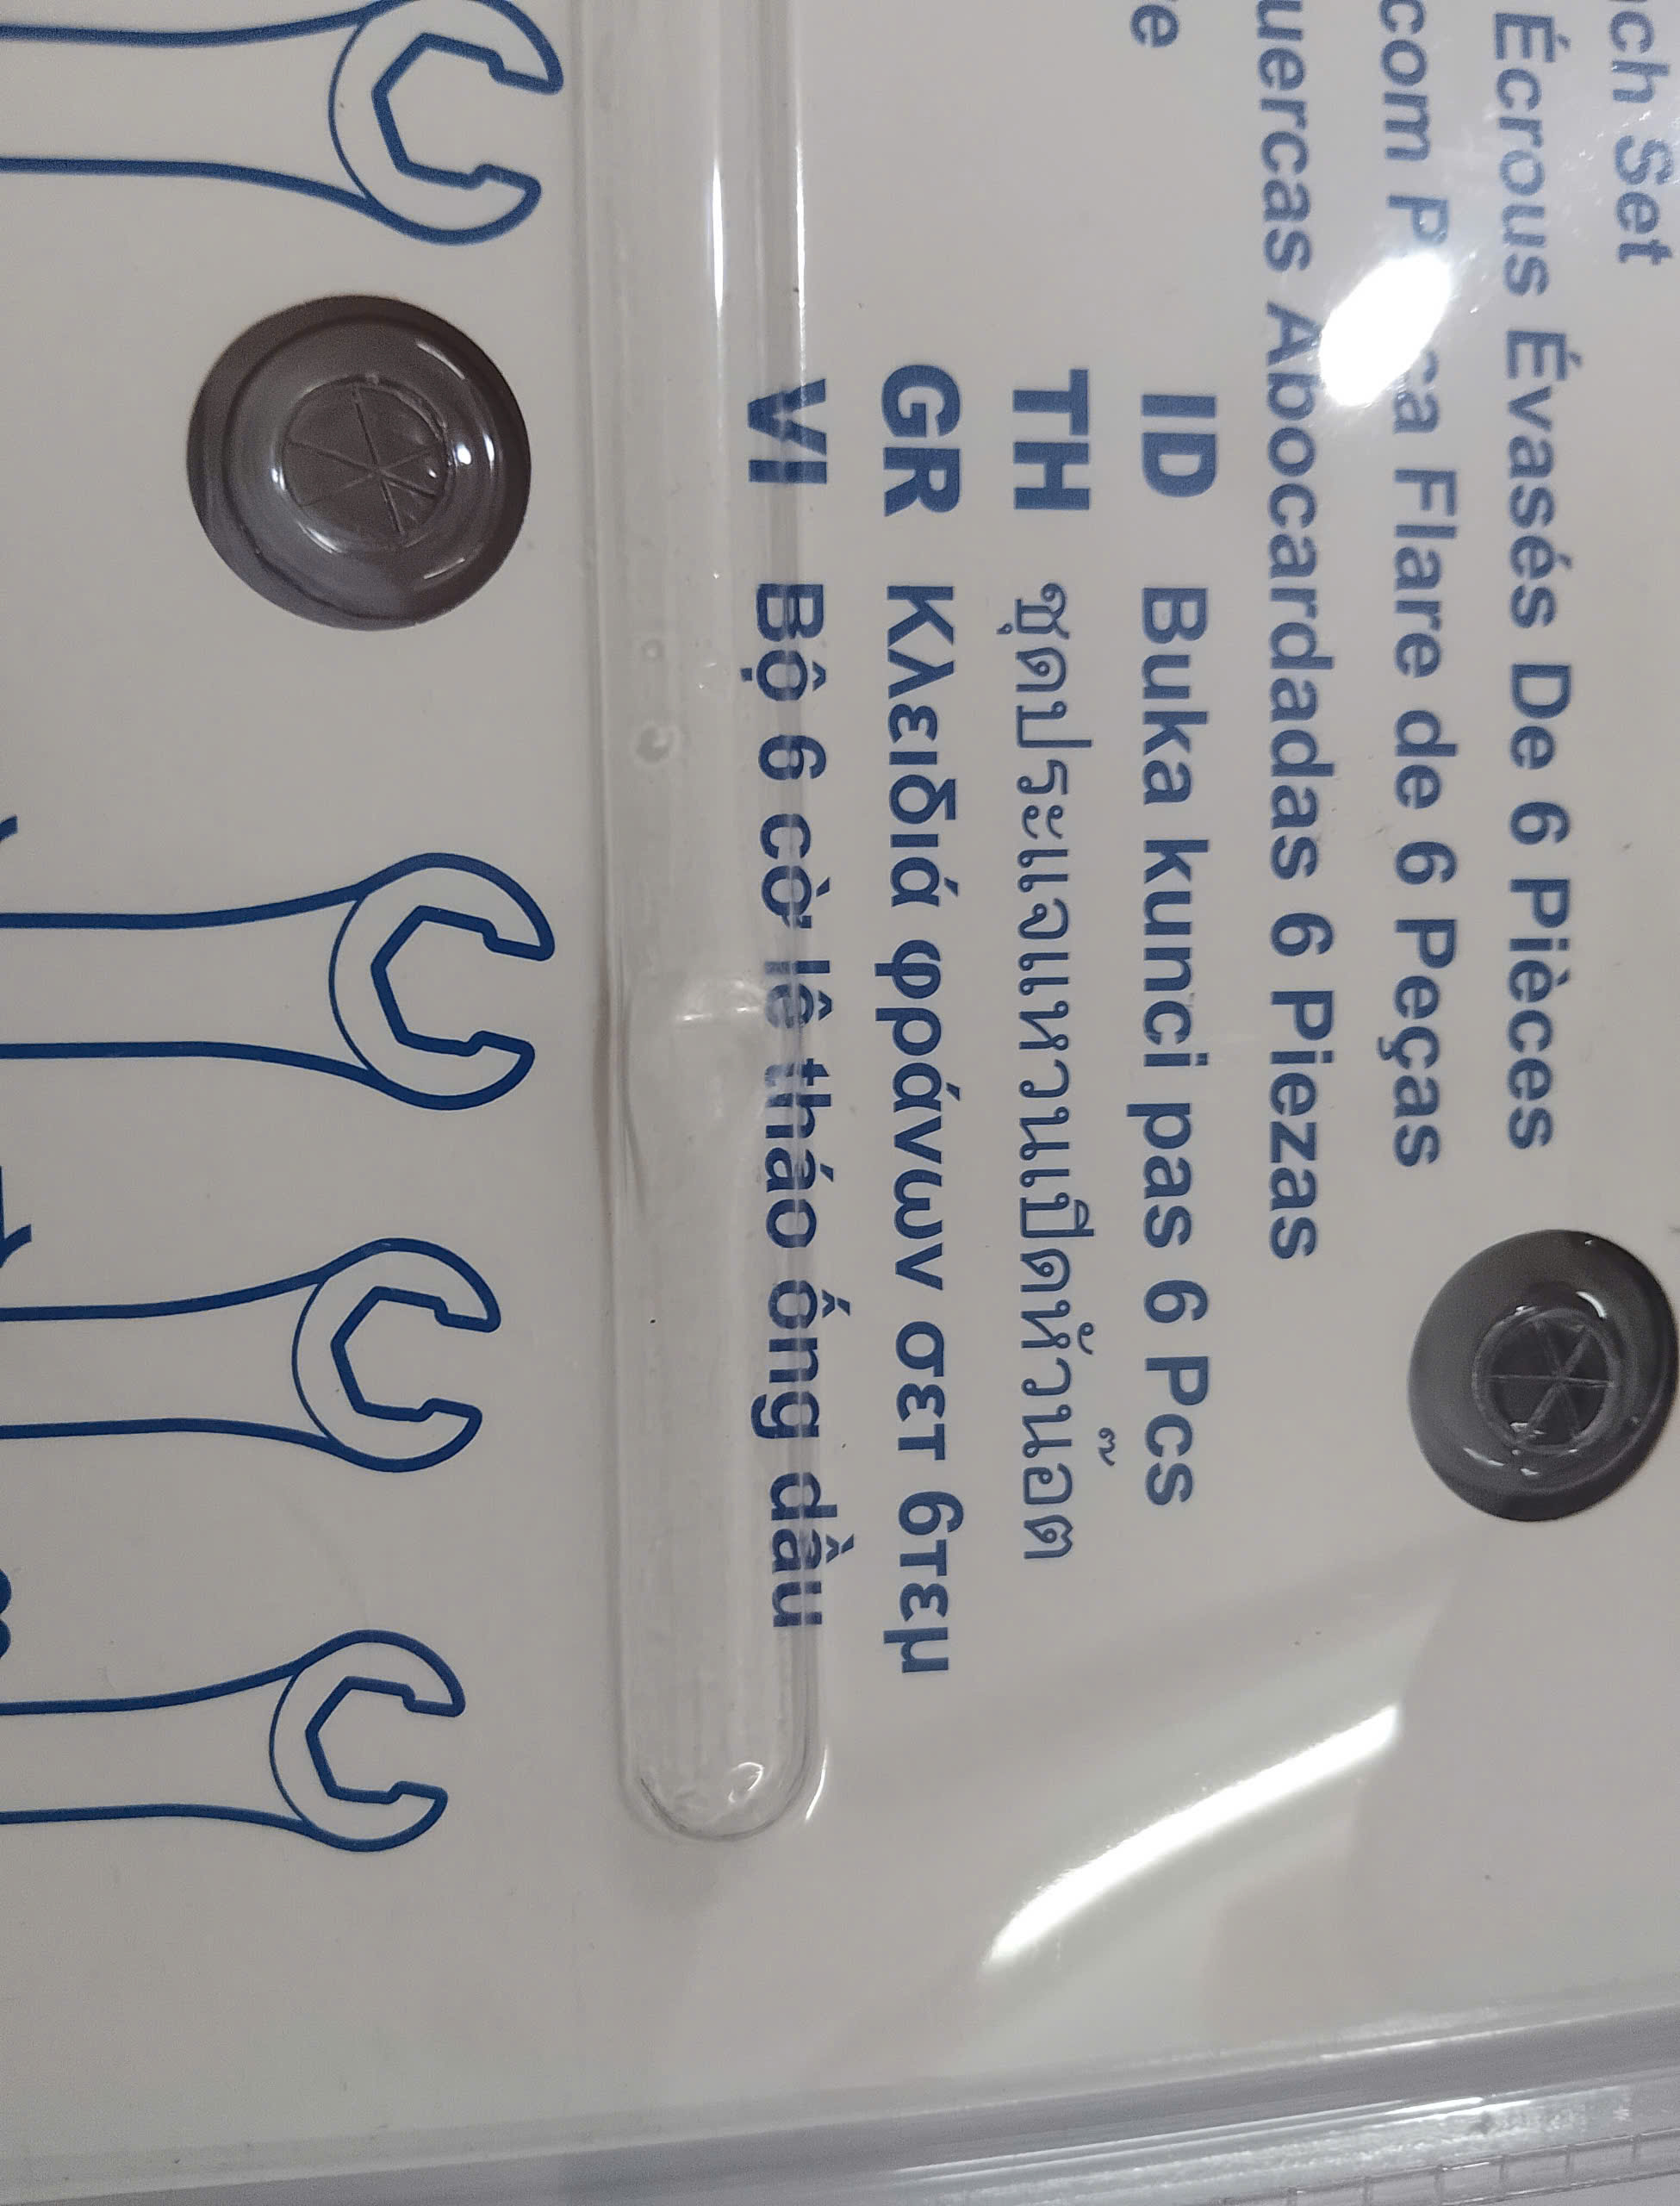 ch Set
Écrous Évasés De 6 Pièces
com Flare de 6 Peças
uercas Abocardadas 6 Piezas
e
ID Buka kunci pas 6 Pcs
TH ชุดประแจแหวนเปิดหัวน๊อต
GR Κλειδιά φράνων σετ 6τεμ
VI Bộ 6 cờ lê tháo ống dầu